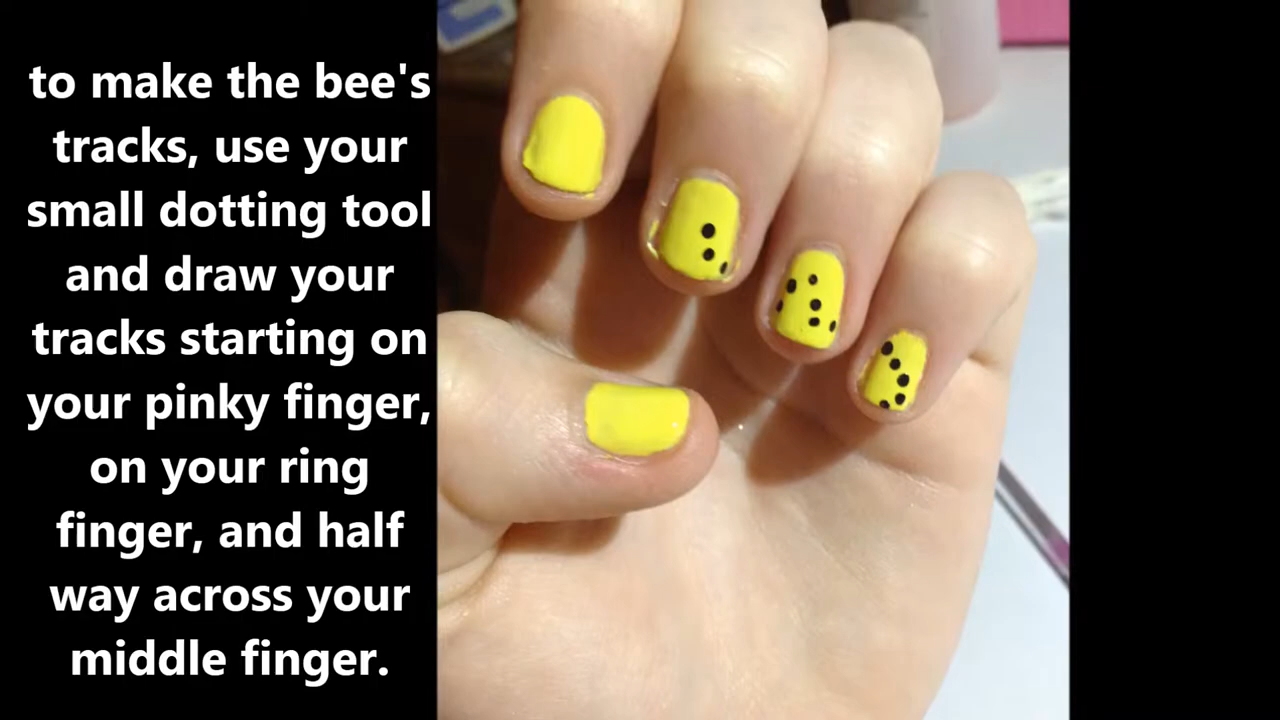 to make the bee's
tracks, use your
small dotting tool
and draw your
tracks starting on
your pinky finger,
on your ring
finger, and half
way across your
middle finger.